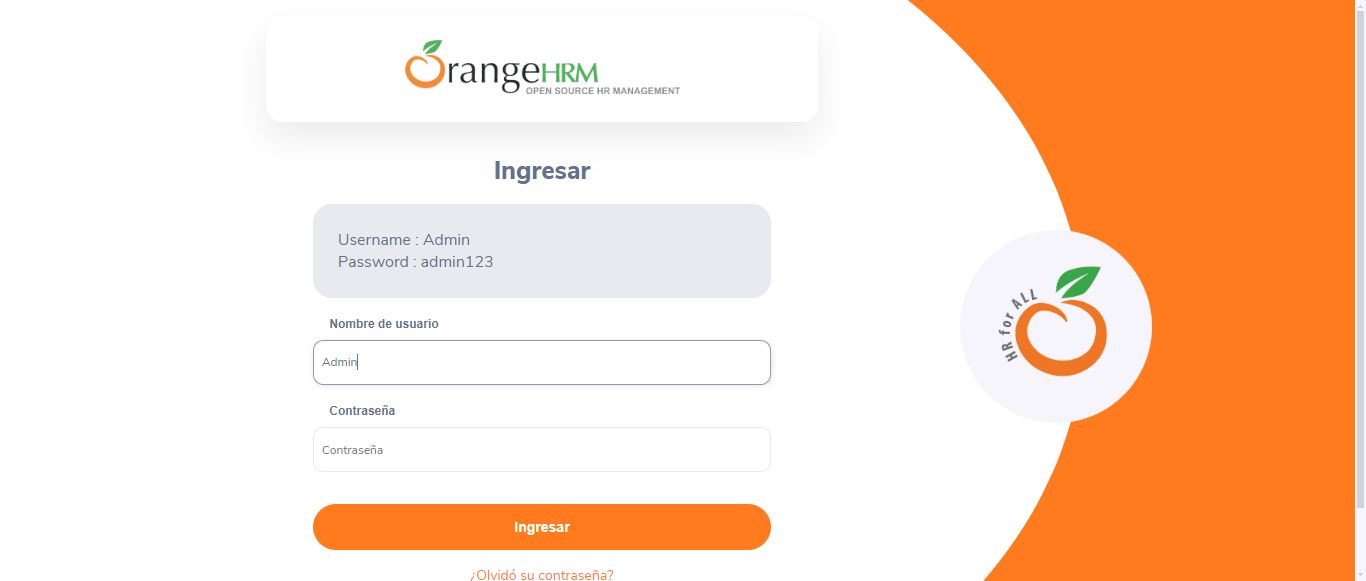 OrangeHRM
OPEN SOURCE HR MANAGEMENT
Ingresar
Username : Admin
Password : admin123
Nombre de usuario
Admin
Contraseña
Contraseña
Ingresar
¿Olvidó su contraseña?
HR for ALL